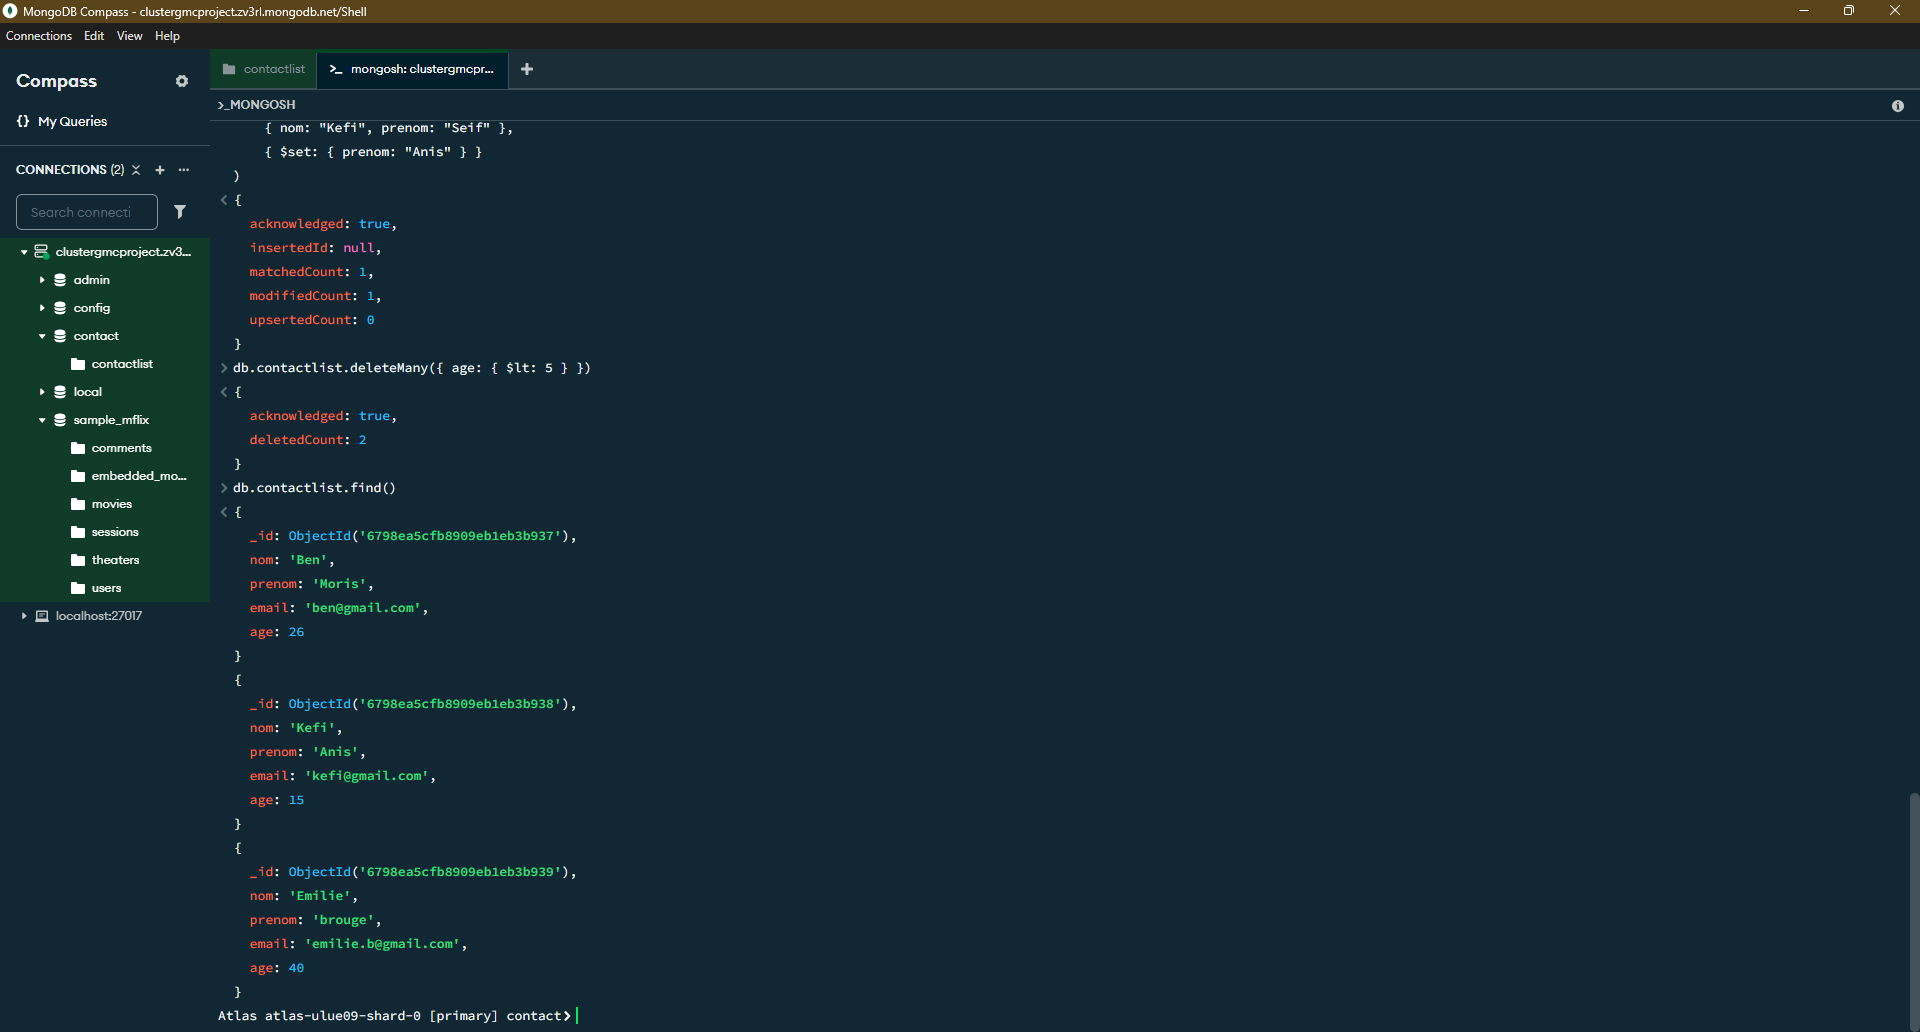 MongoDB Compass - clustergmcproject.zv3rl.mongodb.net/Shell
Connections Edit View Help
Compass
{} My Queries
CONNECTIONS (2)
Search connecti
clustergmcproject.zv3...
admin
config
contact
contactlist
local
sample_mflix
comments
embedded_mo...
movies
sessions
theaters
users
localhost:27017
contactlist
>_ mongosh: clustergmcpr...
>_MONGOSH
{ nom: "Kefi", prenom: "Seif" },
{ $set: { prenom: "Anis" } }
)
< {
acknowledged: true,
insertedId: null,
matchedCount: 1,
modifiedCount: 1,
upsertedCount: 0
}
> db.contactlist.deleteMany({ age: { $lt: 5 } })
< {
acknowledged: true,
deletedCount: 2
}
> db.contactlist.find()
< {
_id: ObjectId('6798ea5cfb8909eb1eb3b937'),
nom: 'Ben',
prenom: 'Moris',
email: 'ben@gmail.com',
age: 26
}
{
_id: ObjectId('6798ea5cfb8909eb1eb3b938'),
nom: 'Kefi',
prenom: 'Anis',
email: 'kefi@gmail.com',
age: 15
}
{
_id: ObjectId('6798ea5cfb8909eb1eb3b939'),
nom: 'Emilie',
prenom: 'brouge',
email: 'emilie.b@gmail.com',
age: 40
}
Atlas atlas-ulue09-shard-0 [primary] contact>